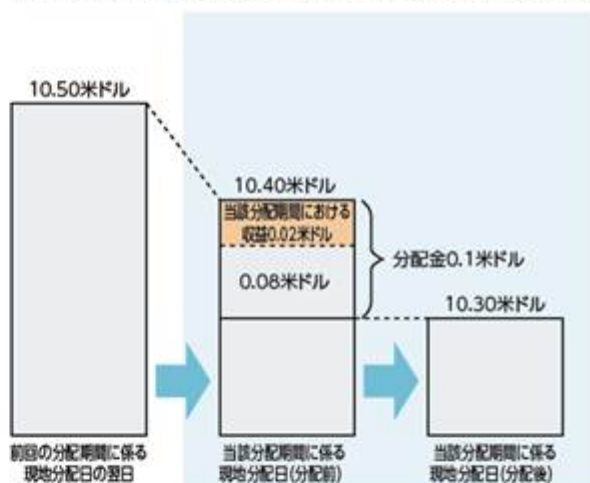 10.50米ドル
10.40米ドル
当該分配期間における
収益0.02米ドル
0.08米ドル
分配金0.1米ドル
10.30米ドル
前回の分配期間に係る
現地分配日の翌日
当該分配期間に係る
現地分配日(分配前)
当該分配期間に係る
現地分配日(分配後)